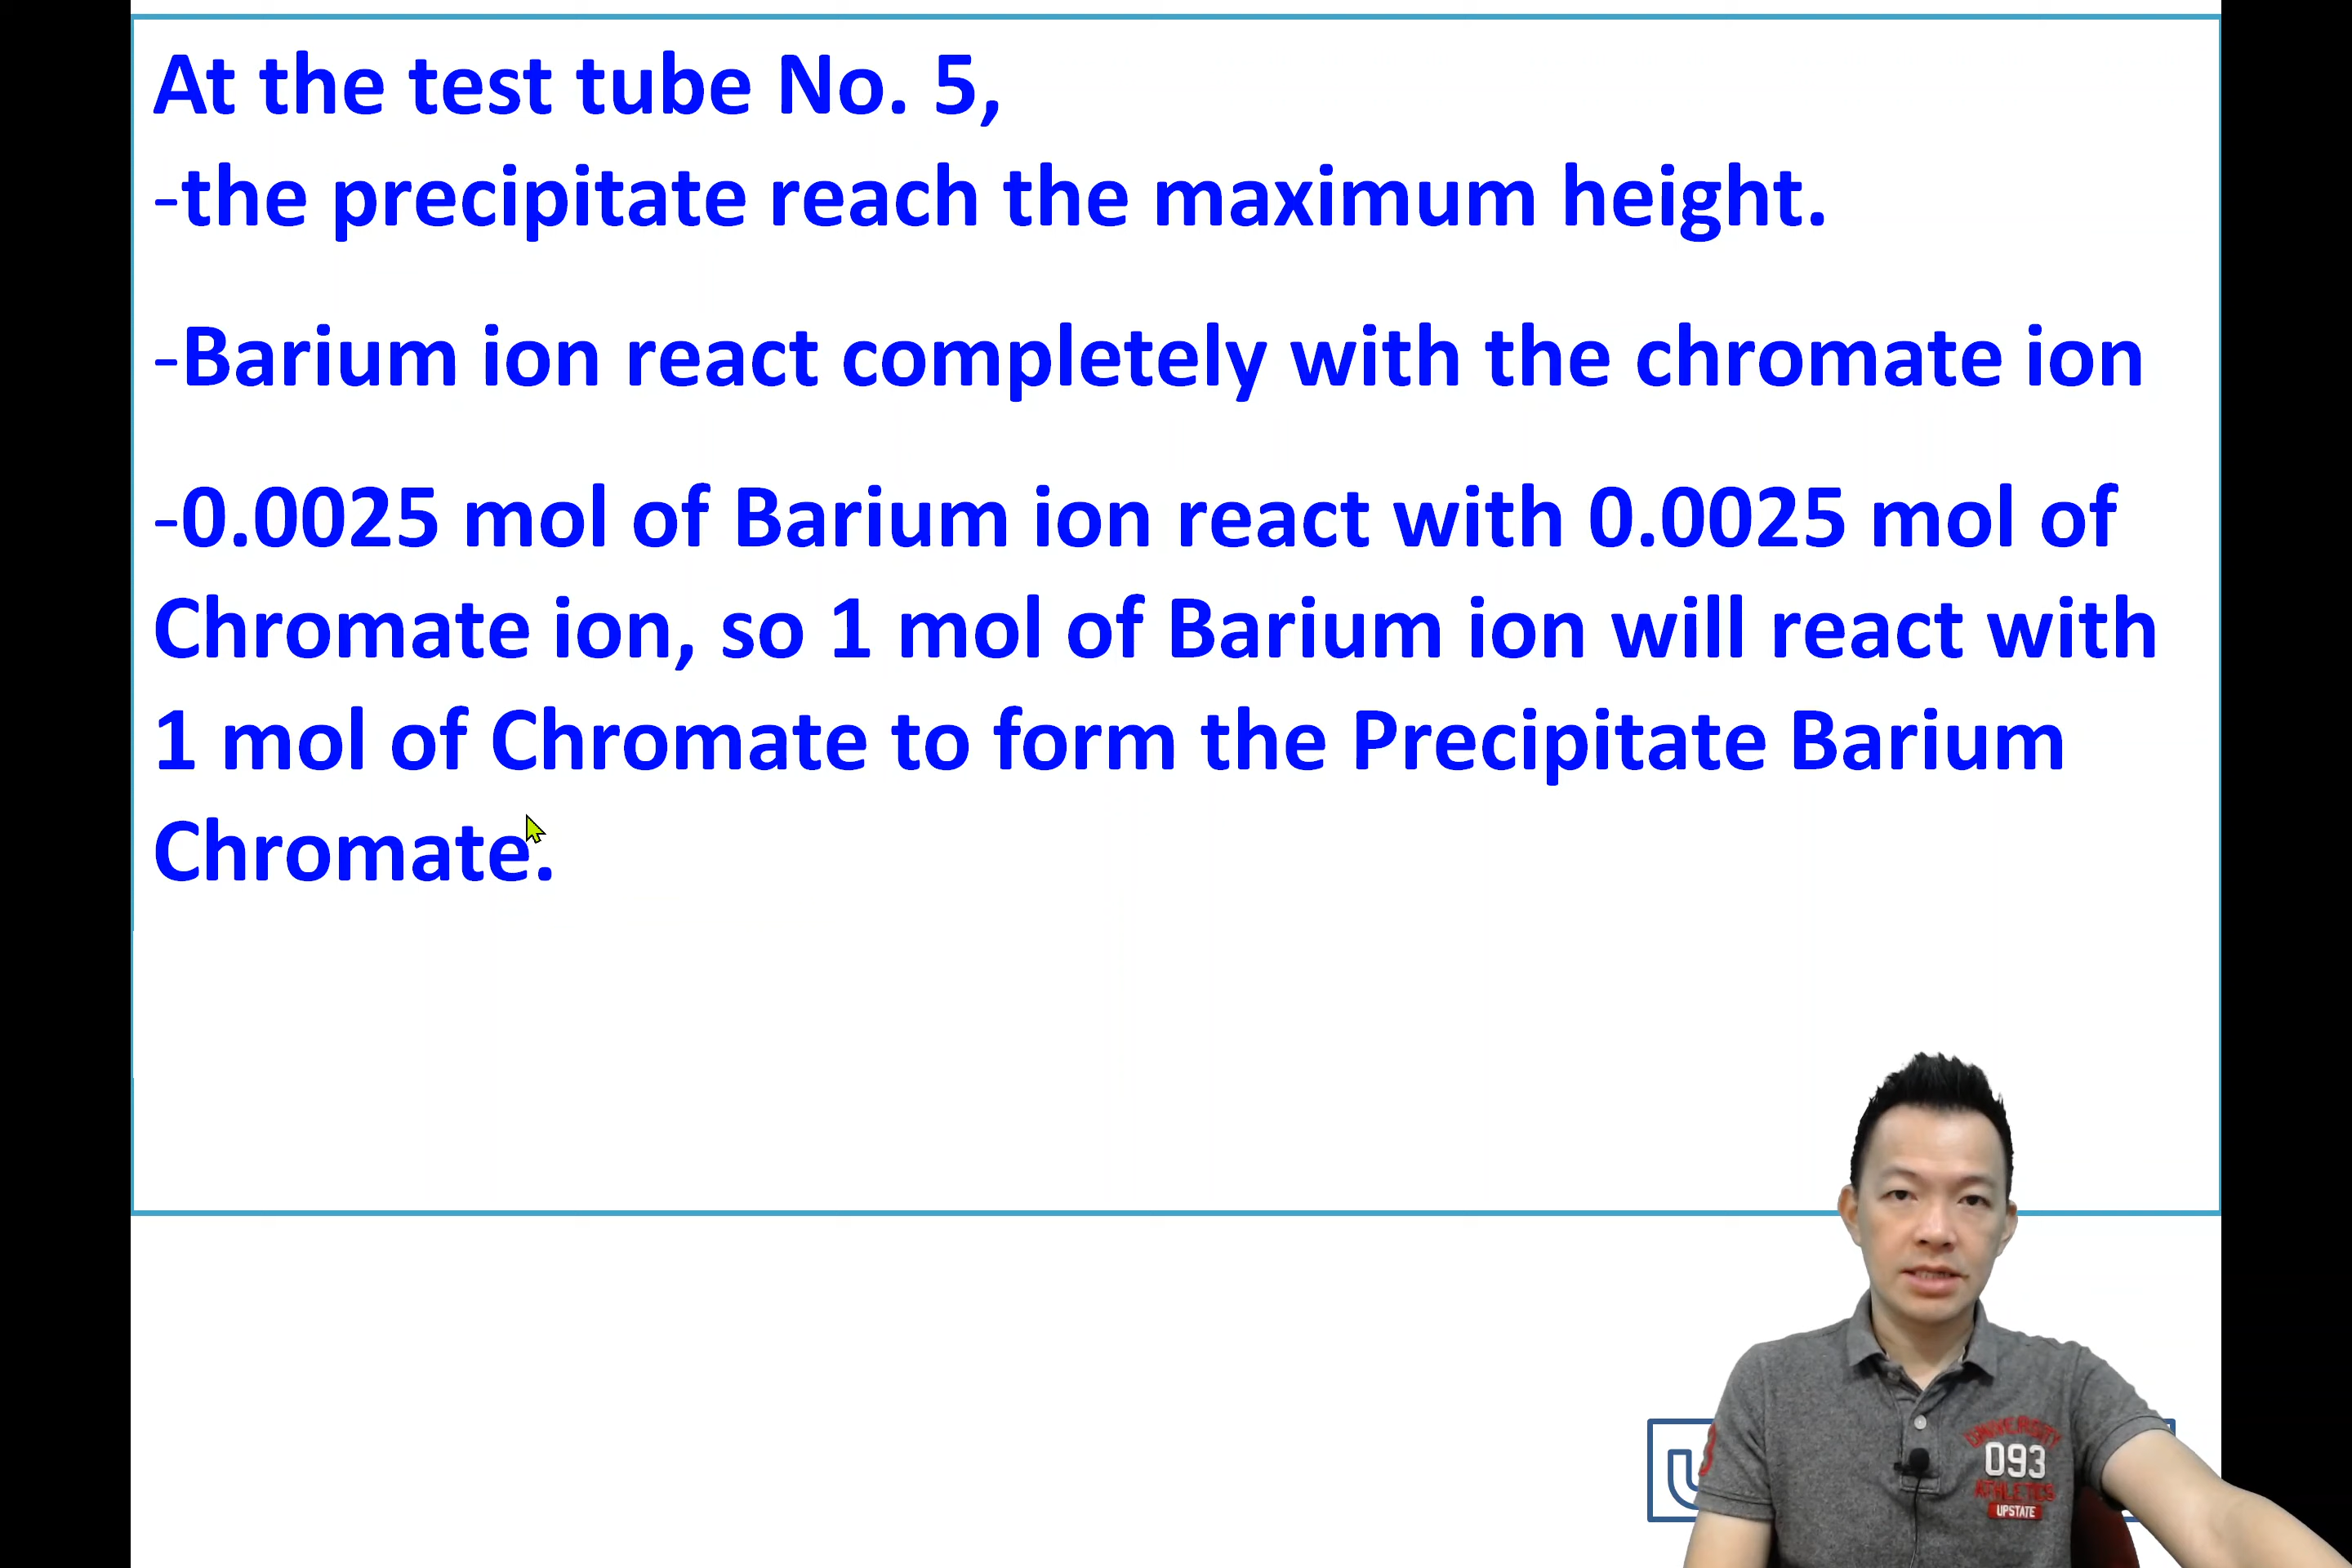 At the test tube No. 5,
-the precipitate reach the maximum height.
-Barium ion react completely with the chromate ion
-0.0025 mol of Barium ion react with 0.0025 mol of
Chromate ion, so 1 mol of Barium ion will react with
1 mol of Chromate to form the Precipitate Barium
Chromate.
UNIVERSITY
093
ATHLETES
UPSTATE